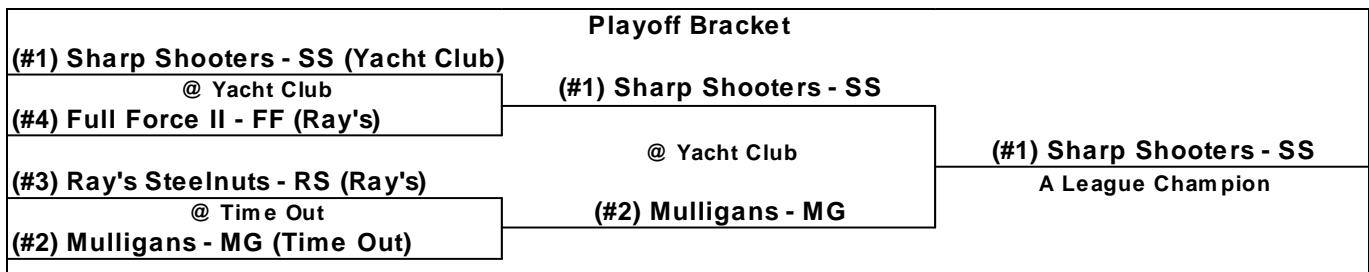 Playoff Bracket
(#1) Sharp Shooters - SS (Yacht Club)
@ Yacht Club
(#4) Full Force II - FF (Ray's)
(#1) Sharp Shooters - SS
@ Yacht Club
(#1) Sharp Shooters - SS
A League Champion
(#3) Ray's Steelnuts - RS (Ray's)
@ Time Out
(#2) Mulligans - MG (Time Out)
(#2) Mulligans - MG